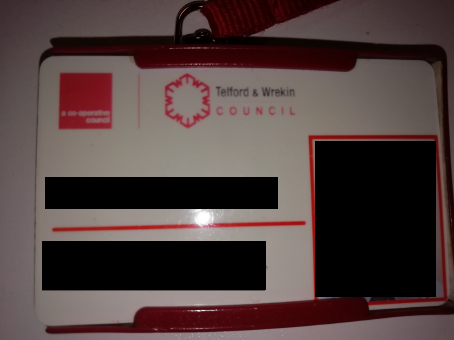 a co-operative
council
Telford & Wrekin
COUNCIL